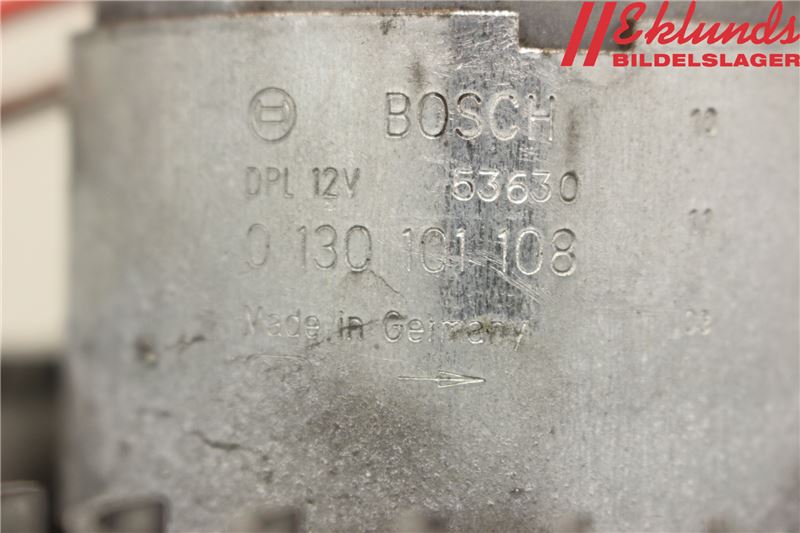 Eklunds
BILDELSLAGER
BOSCH
DPL 12V 53630
0 130 101 108
Made in Germany